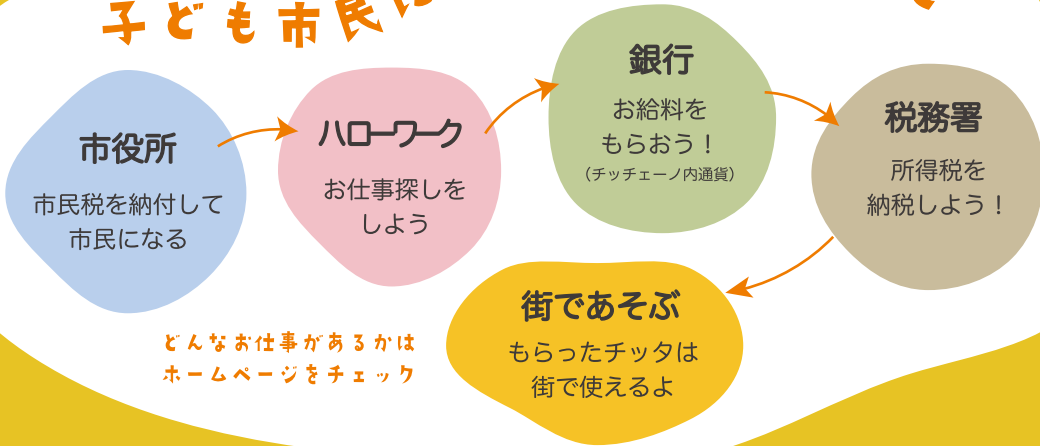 子ども市民
市役所
市民税を納付して
市民になる
ハローワーク
お仕事探しを
しよう
銀行
お給料を
もらおう！
（チッチェーノ内通貨）
税務署
所得税を
納税しよう！
街であそぶ
もらったチッタは
街で使えるよ
どんなお仕事があるかは
ホームページをチェック